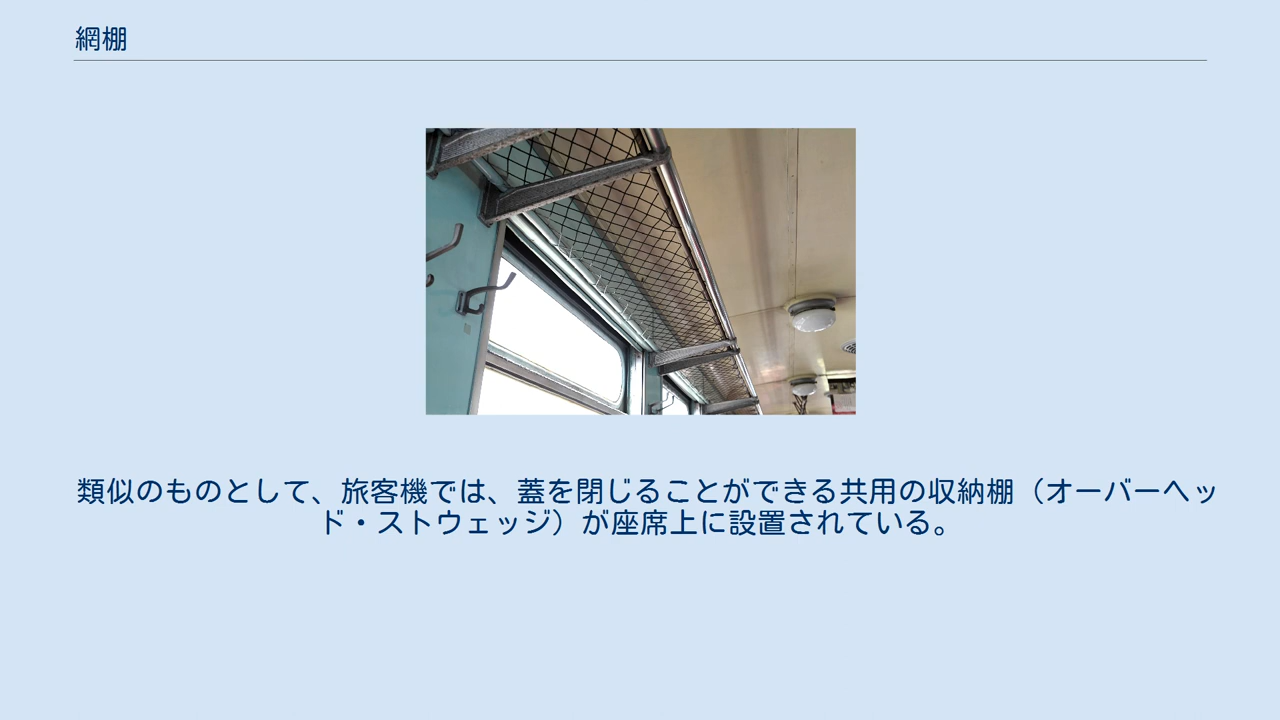 網棚
類似のものとして、旅客機では、蓋を閉じることができる共用の収納棚（オーバーヘッ
ド・ストウェッジ）が座席上に設置されている。